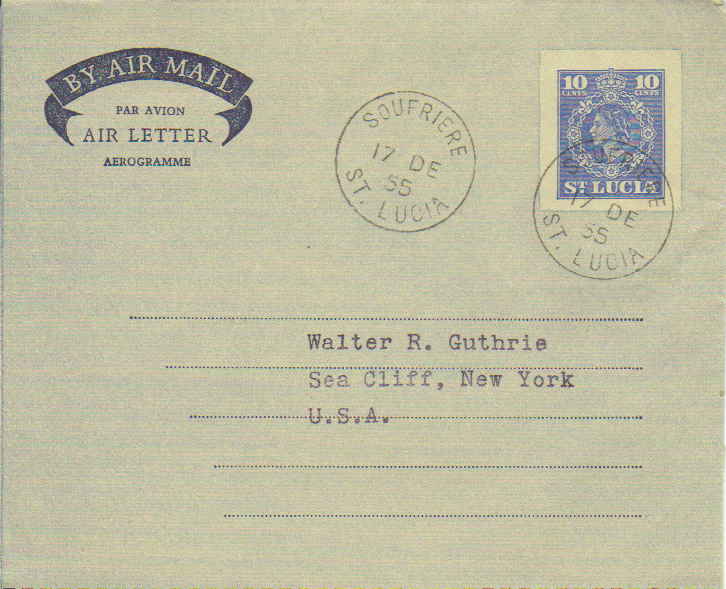 BY AIR MAIL
PAR AVION
AIR LETTER
AEROGRAMME
SOUFRIERE
17 DE
55
ST. LUCIA
10 CENTS
10 CENTS
ST LUCIA
SOUFRIERE
17 DE
55
ST. LUCIA
Walter R. Guthrie
Sea Cliff, New York
U.S.A.